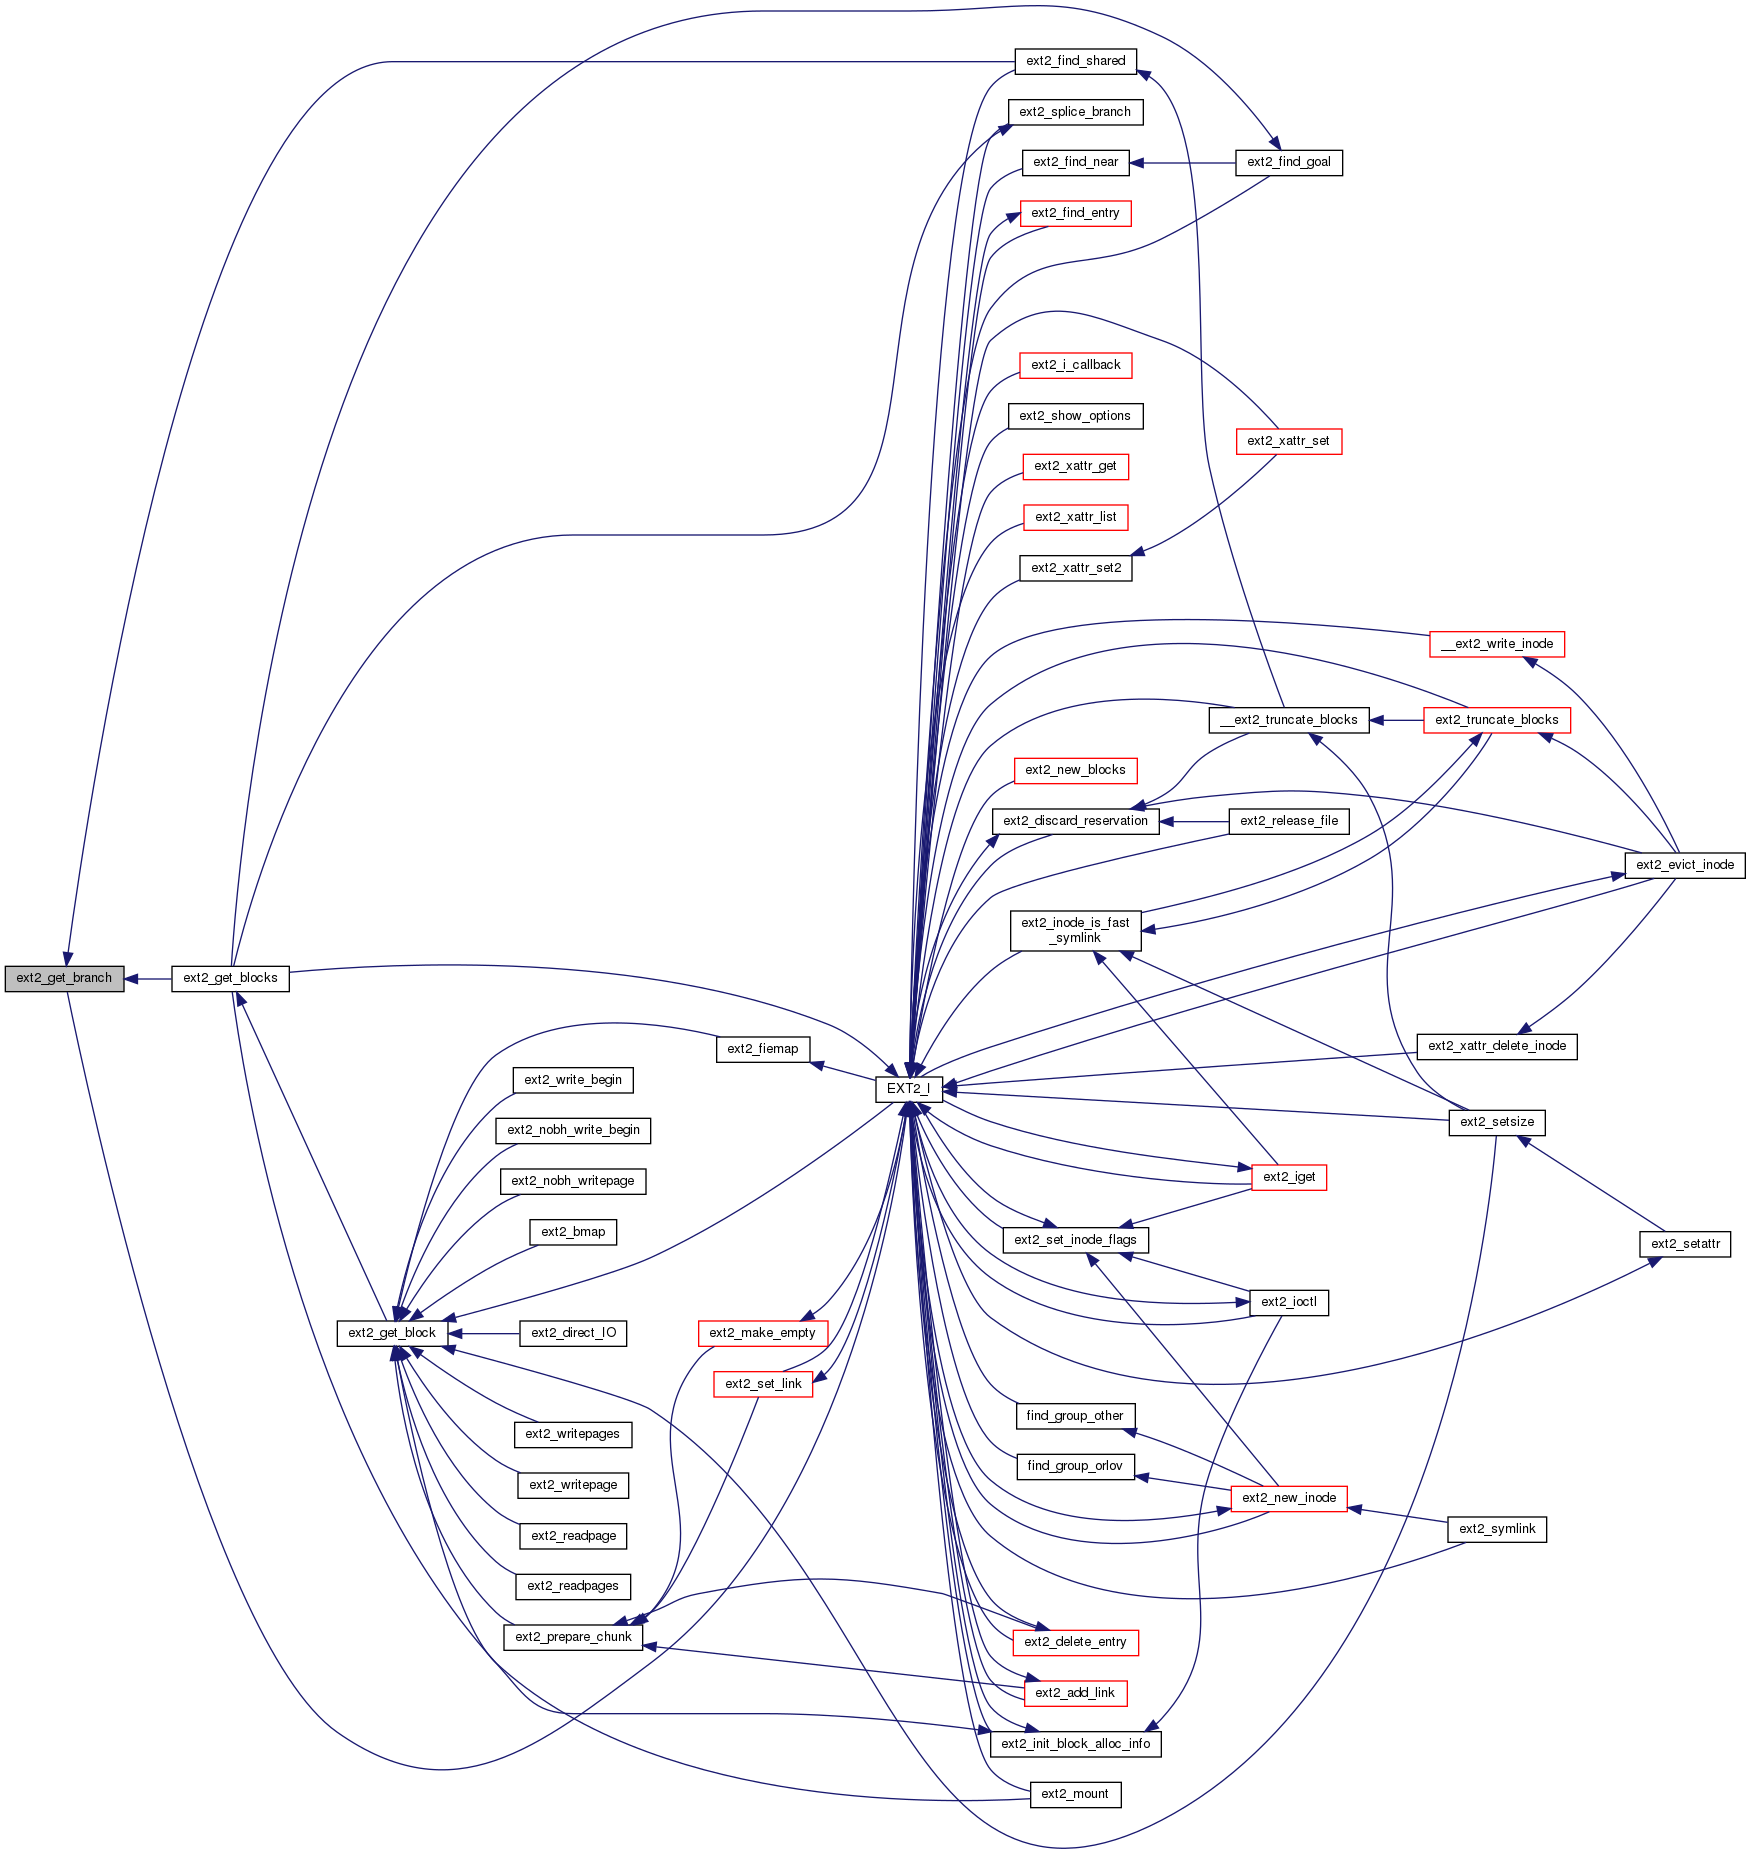 ext2_find_shared
ext2_splice_branch
ext2_find_near
ext2_find_goal
ext2_find_entry
ext2_i_callback
ext2_show_options
ext2_xattr_set
ext2_xattr_get
ext2_xattr_list
ext2_xattr_set2
__ext2_write_inode
__ext2_truncate_blocks
ext2_truncate_blocks
ext2_new_blocks
ext2_discard_reservation
ext2_release_file
ext2_evict_inode
ext2_inode_is_fast
_symlink
ext2_get_branch
ext2_get_blocks
ext2_fiemap
ext2_xattr_delete_inode
ext2_write_begin
EXT2_I
ext2_setsize
ext2_nobh_write_begin
ext2_nobh_writepage
ext2_iget
ext2_bmap
ext2_set_inode_flags
ext2_setattr
ext2_ioctl
ext2_get_block
ext2_direct_IO
ext2_make_empty
ext2_set_link
find_group_other
ext2_writepages
find_group_orlov
ext2_writepage
ext2_new_inode
ext2_symlink
ext2_readpage
ext2_readpages
ext2_prepare_chunk
ext2_delete_entry
ext2_add_link
ext2_init_block_alloc_info
ext2_mount